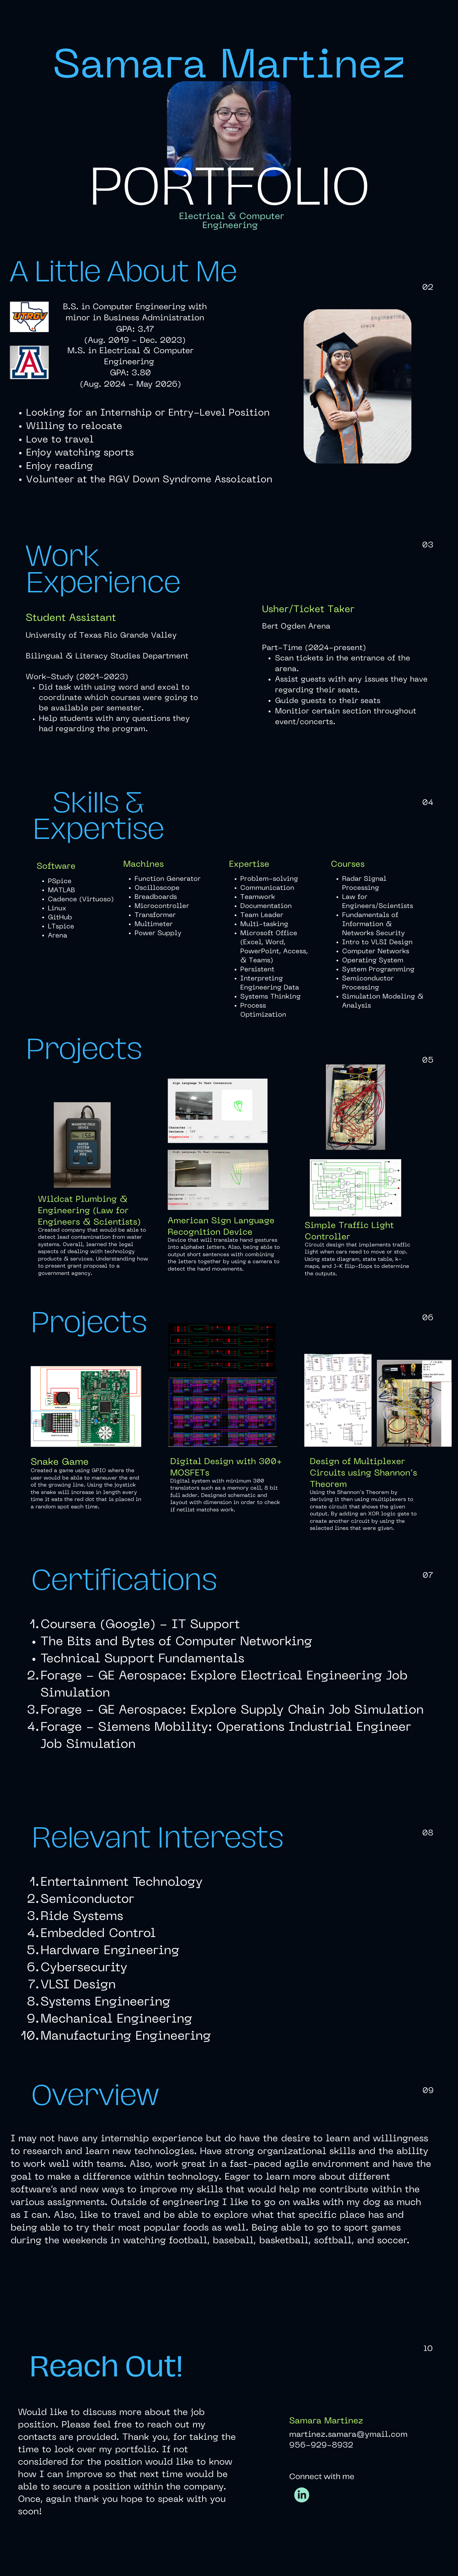 Samara Martinez
PORTFOLIO
Electrical & Computer
Engineering
A Little About Me
02
UTRGV
B.S. in Computer Engineering with
minor in Business Administration
GPA: 3.17
(Aug. 2019 - Dec. 2023)
M.S. in Electrical & Computer
Engineering
GPA: 3.80
(Aug. 2024 - May 2026)
• Looking for an Internship or Entry-Level Position
• Willing to relocate
• Love to travel
• Enjoy watching sports
• Enjoy reading
• Volunteer at the RGV Down Syndrome Assoication
03
Work
Experience
Student Assistant
University of Texas Rio Grande Valley
Bilingual & Literacy Studies Department
Work-Study (2021-2023)
• Did task with using word and excel to
coordinate which courses were going to
be available per semester.
• Help students with any questions they
had regarding the program.
Usher/Ticket Taker
Bert Ogden Arena
Part-Time (2024-present)
• Scan tickets in the entrance of the
arena.
• Assist guests with any issues they have
regarding their seats.
• Guide guests to their seats
• Monitior certain section throughout
event/concerts.
04
Skills &
Expertise
Software
• PSpice
• MATLAB
• Cadence (Virtuoso)
• Linux
• GitHub
• LTspice
• Arena
Machines
• Function Generator
• Oscilloscope
• Breadboards
• Microcontroller
• Transformer
• Multimeter
• Power Supply
Expertise
• Problem-solving
• Communication
• Teamwork
• Documentation
• Team Leader
• Multi-tasking
• Microsoft Office
(Excel, Word,
PowerPoint, Access,
& Teams)
• Persistent
• Interpreting
Engineering Data
• Systems Thinking
• Process
Optimization
Courses
• Radar Signal
Processing
• Law for
Engineers/Scientists
• Fundamentals of
Information &
Networks Security
• Intro to VLSI Design
• Computer Networks
• Operating System
• System Programming
• Semiconductor
Processing
• Simulation Modeling &
Analysis
Projects
05
Sign Language To Text Conversion
Wildcat Plumbing &
Engineering (Law for
Engineers & Scientists)
Created company that would be able to
detect lead contamination from water
systems. Overall, learned the legal
aspects of dealing with technology
products & services. Understanding how
to present grant proposal to a
government agency.
American Sign Language
Recognition Device
Device that will translate hand gestures
into alphabet letters. Also, being able to
output short sentences with combining
the letters together by using a camera to
detect the hand movements.
Simple Traffic Light
Controller
Circuit design that implements traffic
light when cars need to move or stop.
Using state diagram, state table, k-
maps, and J-K flip-flops to determine
the outputs.
Projects
06
Snake Game
Created a game using GPIO where the
user would be able to maneuver the end
of the growing line. Using the joystick
the snake will increase in length every
time it eats the red dot that is placed in
a random spot each time.
Digital Design with 300+
MOSFETs
Digital system with minimum 300
transistors such as a memory cell, 8 bit
full adder. Designed schematic and
layout with dimension in order to check
if netlist matches work.
Design of Multiplexer
Circuits using Shannon's
Theorem
Using the Shannon's Theorem by
deriving it then using multiplexers to
create circuit that shows the given
output. By adding an XOR logic gate to
create another circuit by using the
selected lines that were given.
Certifications
07
1. Coursera (Google) - IT Support
• The Bits and Bytes of Computer Networking
• Technical Support Fundamentals
2. Forage - GE Aerospace: Explore Electrical Engineering Job
Simulation
3. Forage - GE Aerospace: Explore Supply Chain Job Simulation
4. Forage - Siemens Mobility: Operations Industrial Engineer
Job Simulation
Relevant Interests
08
1. Entertainment Technology
2. Semiconductor
3. Ride Systems
4. Embedded Control
5. Hardware Engineering
6. Cybersecurity
7. VLSI Design
8. Systems Engineering
9. Mechanical Engineering
10. Manufacturing Engineering
Overview
09
I may not have any internship experience but do have the desire to learn and willingness
to research and learn new technologies. Have strong organizational skills and the ability
to work well with teams. Also, work great in a fast-paced agile environment and have the
goal to make a difference within technology. Eager to learn more about different
software's and new ways to improve my skills that would help me contribute within the
various assignments. Outside of engineering I like to go on walks with my dog as much
as I can. Also, like to travel and be able to explore what that specific place has and
being able to try their most popular foods as well. Being able to go to sport games
during the weekends in watching football, baseball, basketball, softball, and soccer.
10
Reach Out!
Would like to discuss more about the job
position. Please feel free to reach out my
contacts are provided. Thank you, for taking the
time to look over my portfolio. If not
considered for the position would like to know
how I can improve so that next time would be
able to secure a position within the company.
Once, again thank you hope to speak with you
soon!
Samara Martinez
martinez.samara@ymail.com
956-929-8932
Connect with me
in